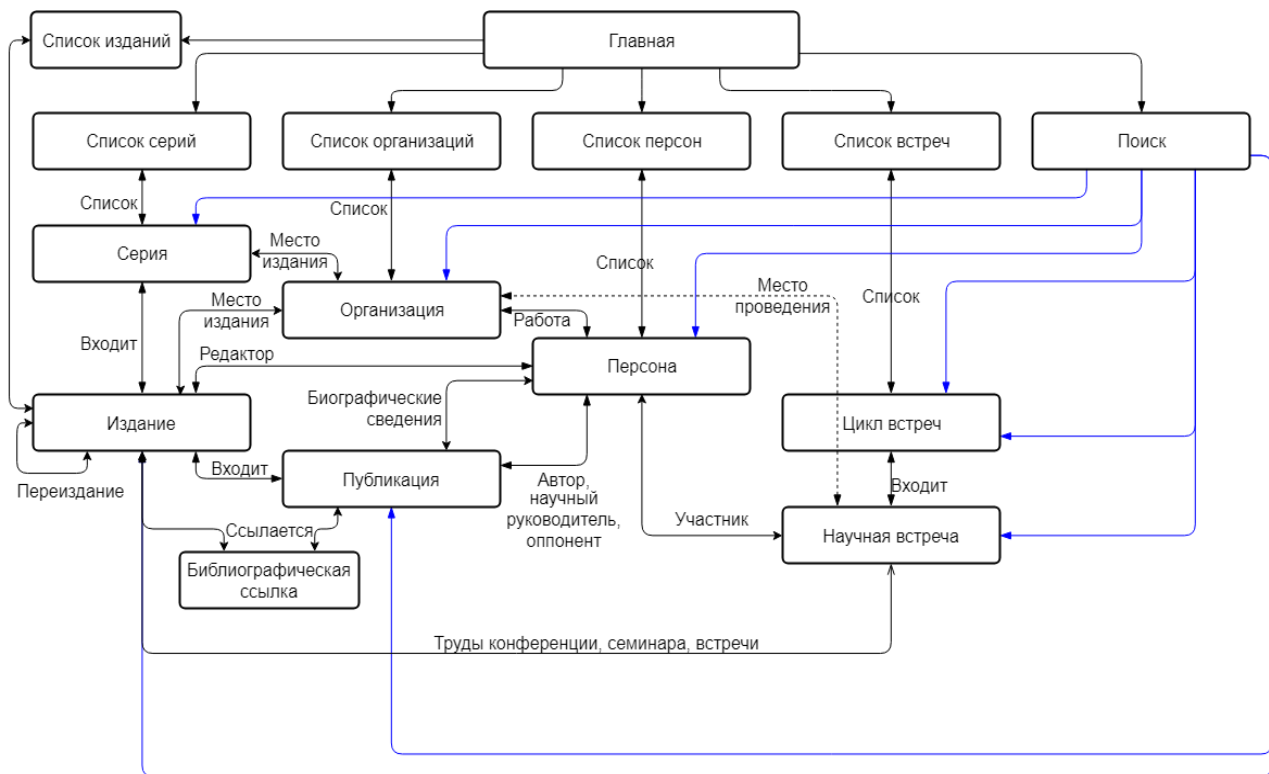 Список изданий
Главная
Список серий
Список организаций
Список персон
Список встреч
Поиск
Список
Список
Серия
Место
издания
Список
Место
проведения
Список
Место
издания
Организация
Работа
Входит
Редактор
Персона
Биографические
сведения
Издание
Цикл встреч
Входит
Публикация
Автор,
научный
руководитель,
оппонент
Входит
Переиздание
Ссылается
Участник
Научная встреча
Библиографическая
ссылка
Труды конференции, семинара, встречи